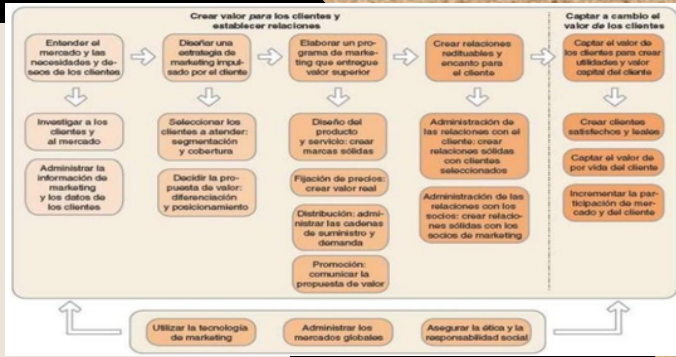 Crear valor para los clientes y
establecer relaciones
Captar a cambio el
valor de los clientes
Entender el
mercado y las
necesidades y de-
seos de los clientes
Diseñar una
estrategia de
marketing impul-
sado por el cliente
Elaborar un pro-
grama de marke-
ting que entregue
valor superior
Crear relaciones
redituables y
encanto para
el cliente
Captar el valor de
los clientes para crear
utilidades y valor
capital del cliente
Investigar a los
clientes y
al mercado
Administrar la
información de
marketing
y los datos de
los clientes
Seleccionar los
clientes a atender:
segmentación
y cobertura
Decidir la pro-
puesta de valor:
diferenciación
y posicionamiento
Diseño del
producto
y servicio: crear
marcas sólidas
Fijación de precios:
crear valor real
Distribución: admi-
nistrar las cadenas
de suministro y
demanda
Promoción:
comunicar la
propuesta de valor
Administración de
las relaciones con el
cliente: crear
relaciones sólidas
con clientes
seleccionados
Administración de las
relaciones con los
socios: crear relacio-
nes sólidas con los
socios de marketing
Crear clientes
satisfechos y leales
Captar el valor de
por vida del cliente
Incrementar la par-
ticipación de mer-
cado y del cliente
Utilizar la tecnología
de marketing
Administrar los
mercados globales
Asegurar la ética y la
responsabilidad social